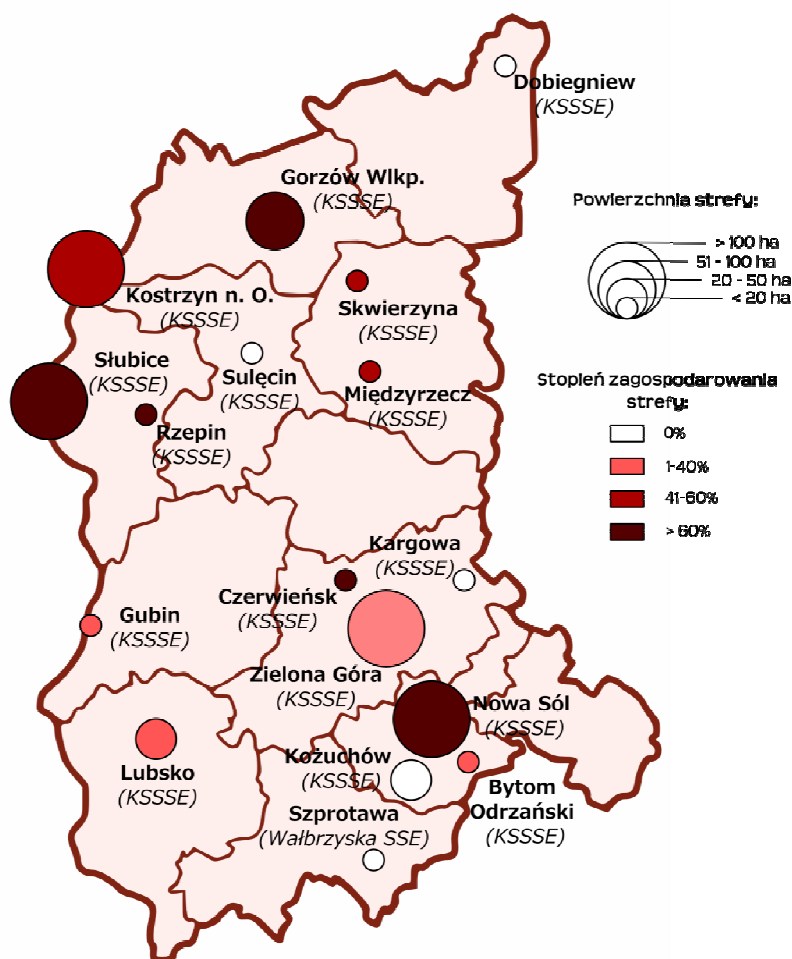 Dobiegniew
(KSSSE)
Gorzów Wlkp.
(KSSSE)
Powierzchnia strefy:
> 100 ha
51 - 100 ha
20 - 50 ha
< 20 ha
Kostrzyn n. O.
(KSSSE)
Skwierzyna
(KSSSE)
Słubice
(KSSSE)
Sulęcin
(KSSSE)
Międzyrzecz
(KSSSE)
Rzepin
(KSSSE)
Stopleń zagospodarowania
strefy:
0%
1-40%
41-60%
> 60%
Kargowa
(KSSSE)
Czerwieńsk
(KSSSE)
Gubin
(KSSSE)
Zielona Góra
(KSSSE)
Nowa Sól
(KSSSE)
Lubsko
(KSSSE)
Kożuchów
(KSSSE)
Bytom
Odrzański
(KSSSE)
Szprotawa
(Wałbrzyska SSE)